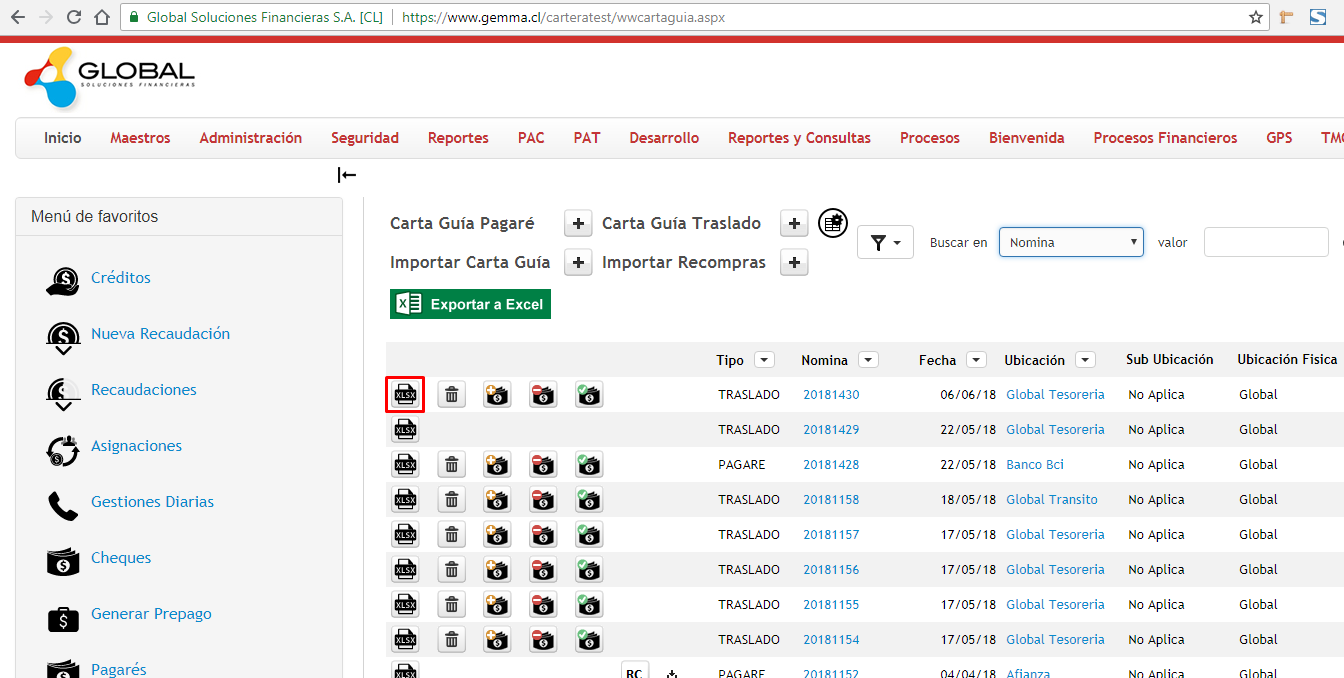 Global Soluciones Financieras S.A. [CL] https://www.gemma.cl/carteratest/wwcartaguia.aspx
GLOBAL
SOLUCIONES FINANCIERAS
Inicio Maestros Administración Seguridad Reportes PAC PAT Desarrollo Reportes y Consultas Procesos Bienvenida Procesos Financieros GPS
Menú de favoritos
Créditos
Nueva Recaudación
Recaudaciones
Asignaciones
Gestiones Diarias
Cheques
Generar Prepago
Pagarés
Carta Guía Pagaré + Carta Guía Traslado +
Buscar en Nomina valor
Importar Carta Guía + Importar Recompras +
Exportar a Excel
Tipo Nomina Fecha Ubicación Sub Ubicación Ubicación Fisica
XLSX TRASLADO 20181430 06/06/18 Global Tesoreria No Aplica Global
XLSX TRASLADO 20181429 22/05/18 Global Tesoreria No Aplica Global
XLSX PAGARE 20181428 22/05/18 Banco Bci No Aplica Global
XLSX TRASLADO 20181158 18/05/18 Global Transito No Aplica Global
XLSX TRASLADO 20181157 17/05/18 Global Tesoreria No Aplica Global
XLSX TRASLADO 20181156 17/05/18 Global Tesoreria No Aplica Global
XLSX TRASLADO 20181155 17/05/18 Global Tesoreria No Aplica Global
XLSX TRASLADO 20181154 17/05/18 Global Tesoreria No Aplica Global
XLSX RC PAGARE 20181152 04/04/18 Afianza No Aplica Global